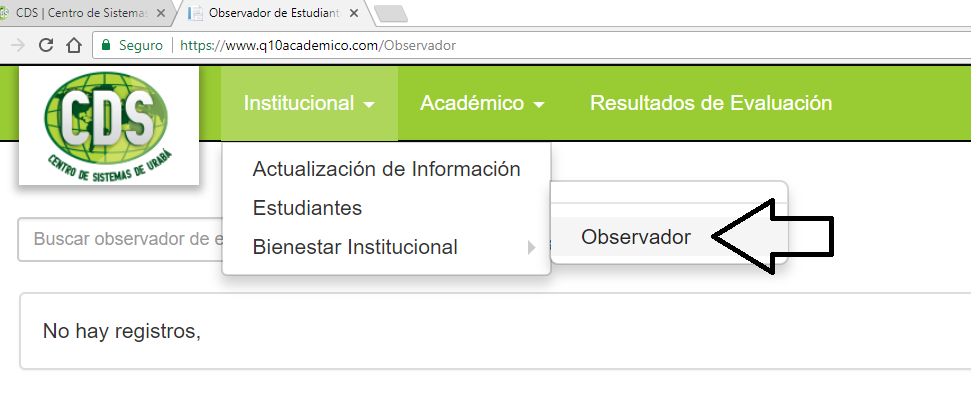 CDS | Centro de Sistemas
Observador de Estudiant
Seguro
https://www.q10academico.com/Observador
CDS
CENTRO DE SISTEMAS DE URABÁ
Institucional
Académico
Resultados de Evaluación
Actualización de Información
Estudiantes
Bienestar Institucional
Observador
Buscar observador de e
No hay registros,